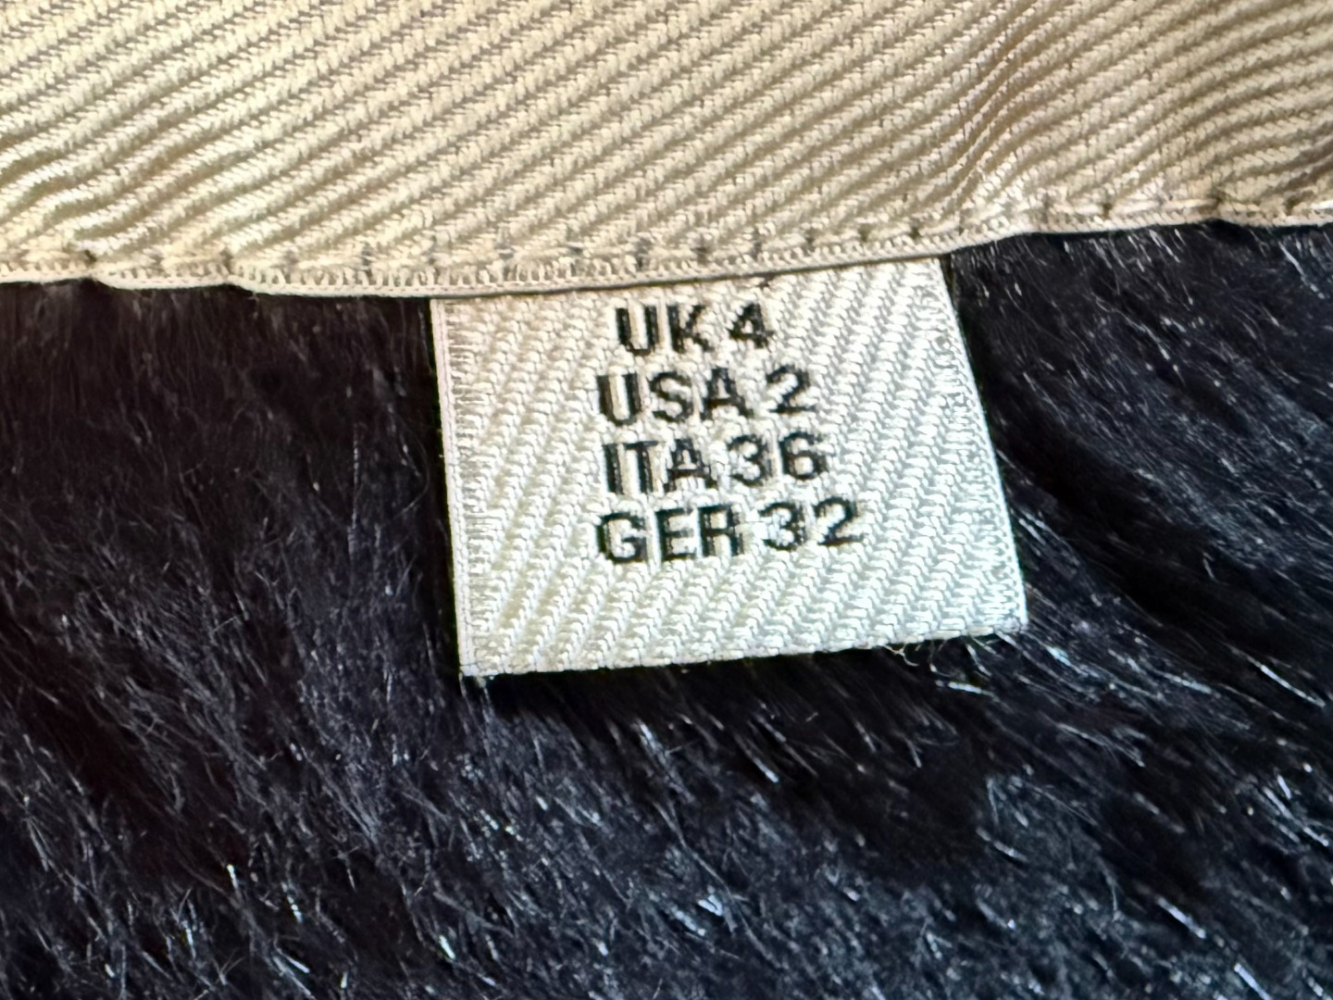 UK 4
USA 2
ITA 36
GER 32